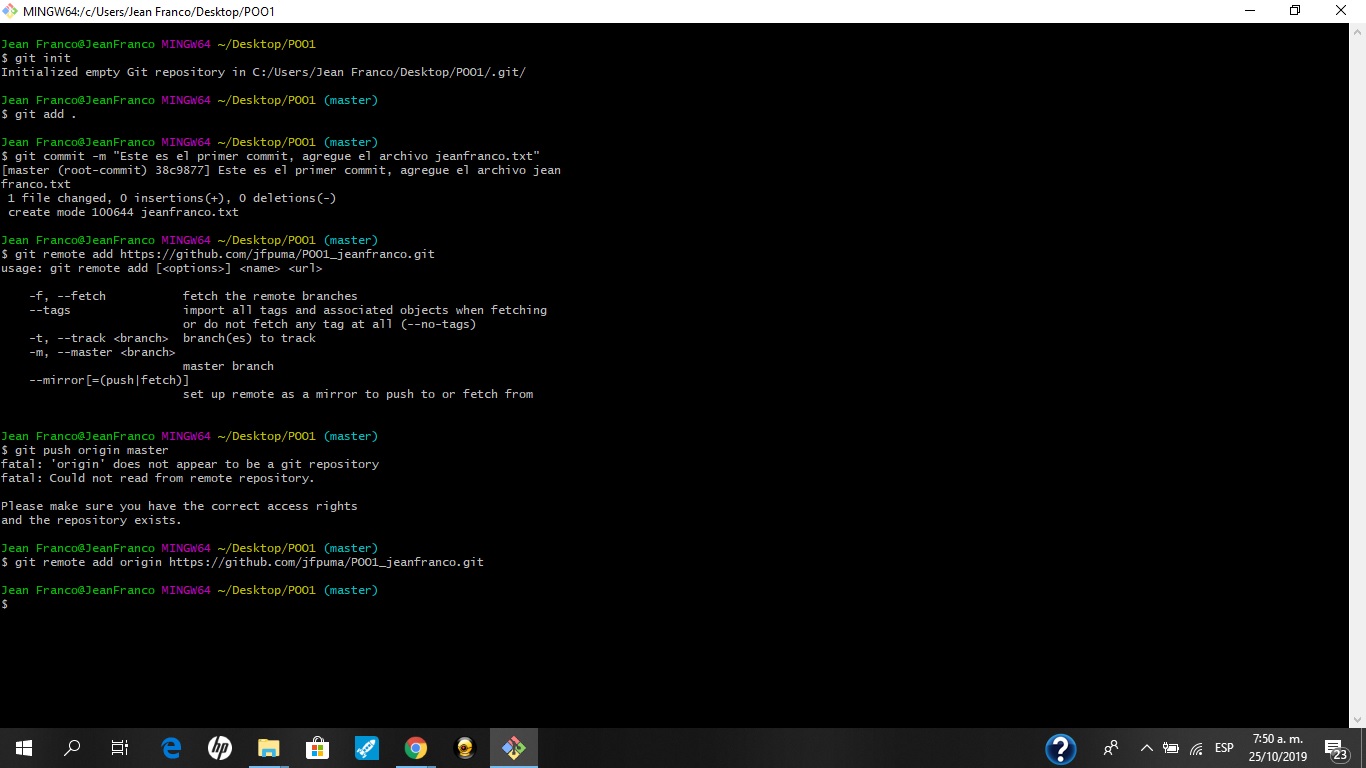 MINGW64:/c/Users/Jean Franco/Desktop/POO1
Jean Franco@JeanFranco MINGW64 ~/Desktop/POO1
$ git init
Initialized empty Git repository in C:/Users/Jean Franco/Desktop/POO1/.git/
Jean Franco@JeanFranco MINGW64 ~/Desktop/POO1 (master)
$ git add .
Jean Franco@JeanFranco MINGW64 ~/Desktop/POO1 (master)
$ git commit -m "Este es el primer commit, agregue el archivo jeanfranco.txt"
[master (root-commit) 38c9877] Este es el primer commit, agregue el archivo jean
franco.txt
1 file changed, 0 insertions(+), 0 deletions(-)
create mode 100644 jeanfranco.txt
Jean Franco@JeanFranco MINGW64 ~/Desktop/POO1 (master)
$ git remote add https://github.com/jfpuma/POO1_jeanfranco.git
usage: git remote add [<options>] <name> <url>
-f, --fetch fetch the remote branches
--tags import all tags and associated objects when fetching
or do not fetch any tag at all (--no-tags)
-t, --track <branch> branch(es) to track
-m, --master <branch>
master branch
--mirror[=(push|fetch)]
set up remote as a mirror to push to or fetch from
Jean Franco@JeanFranco MINGW64 ~/Desktop/POO1 (master)
$ git push origin master
fatal: 'origin' does not appear to be a git repository
fatal: Could not read from remote repository.
Please make sure you have the correct access rights
and the repository exists.
Jean Franco@JeanFranco MINGW64 ~/Desktop/POO1 (master)
$ git remote add origin https://github.com/jfpuma/POO1_jeanfranco.git
Jean Franco@JeanFranco MINGW64 ~/Desktop/POO1 (master)
$
hp
?
ESP
7:50 a. m.
25/10/2019
23